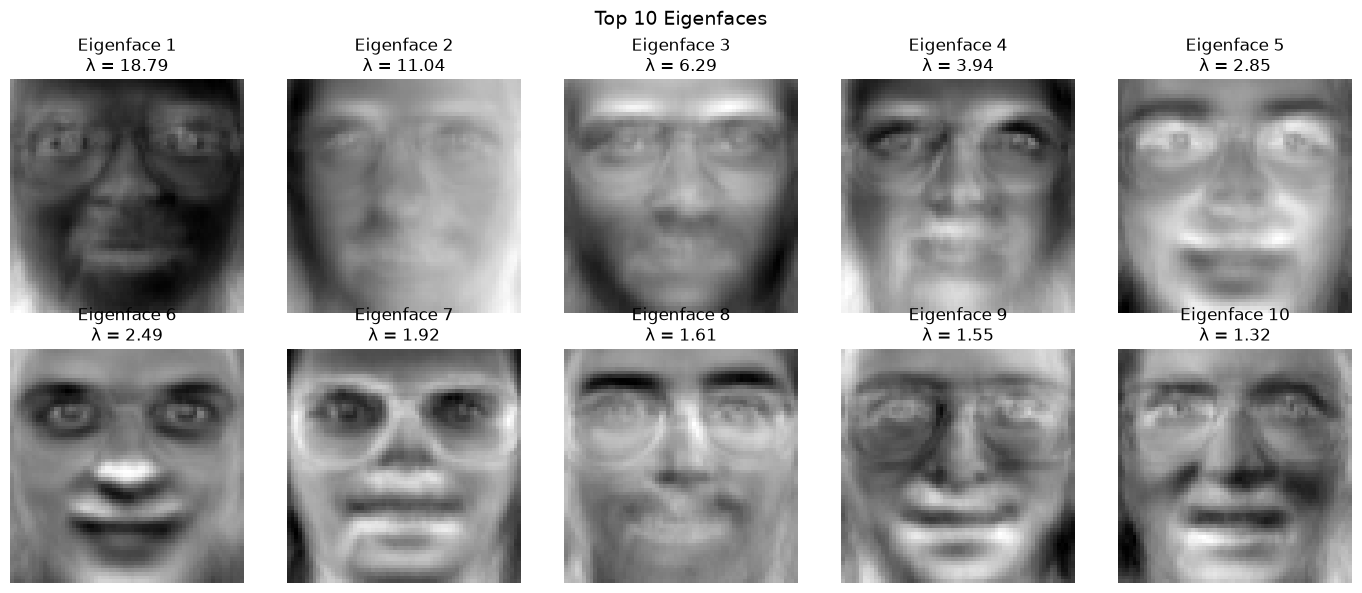 Top 10 Eigenfaces
Eigenface 1
λ = 18.79
Eigenface 2
λ = 11.04
Eigenface 3
λ = 6.29
Eigenface 4
λ = 3.94
Eigenface 5
λ = 2.85
Eigenface 6
λ = 2.49
Eigenface 7
λ = 1.92
Eigenface 8
λ = 1.61
Eigenface 9
λ = 1.55
Eigenface 10
λ = 1.32